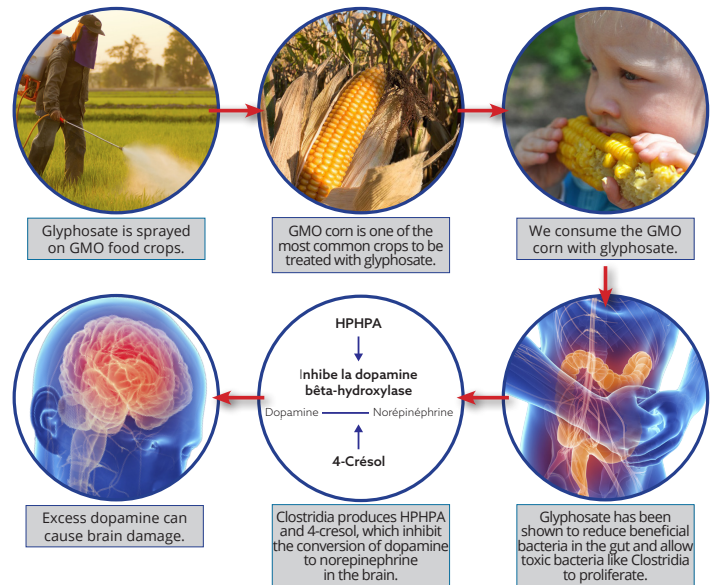 Glyphosate is sprayed
on GMO food crops.
GMO corn is one of the
most common crops to be
treated with glyphosate.
We consume the GMO
corn with glyphosate.
HPHPA
Inhibe la dopamine
bêta-hydroxylase
Dopamine
Norépinéphrine
4-Crésol
Glyphosate has been
shown to reduce beneficial
bacteria in the gut and allow
toxic bacteria like Clostridia
to proliferate.
Clostridia produces HPHPA
and 4-cresol, which inhibit
the conversion of dopamine
to norepinephrine
in the brain.
Excess dopamine can
cause brain damage.